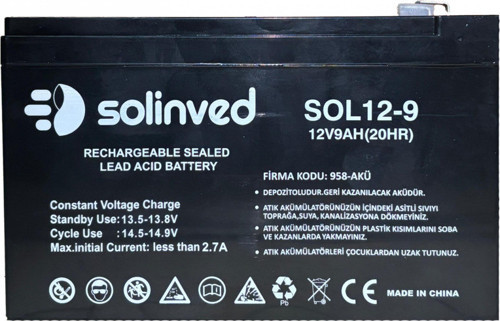 solinved
SOL12-9
12V9AH(20HR)
RECHARGEABLE SEALED
LEAD ACID BATTERY
Constant Voltage Charge
Standby Use: 13.5-13.8V
Cycle Use : 14.5-14.9V
Max.initial Current: less than 2.7A
FİRMA KODU: 958-AKÜ
• DEPOZİTOLUDUR.GERİ KAZANILACAK AKÜDÜR.
• ATIK AKÜMÜLATÖRÜNÜZÜN İÇİNDEKİ ASİTLİ SIVIYI
TOPRAĞA,SUYA, KANALİZASYONA DÖKMEYİNİZ.
• ATIK AKÜMÜLATÖRÜNÜZÜN PLASTİK KISIMLARINI SOBA
VE KAZANLARDA YAKMAYINIZ.
• ATIK AKÜMÜLATÖRLERİ ÇOCUKLARDAN UZAK TUTUNUZ.
Pb CE MADE IN CHINA